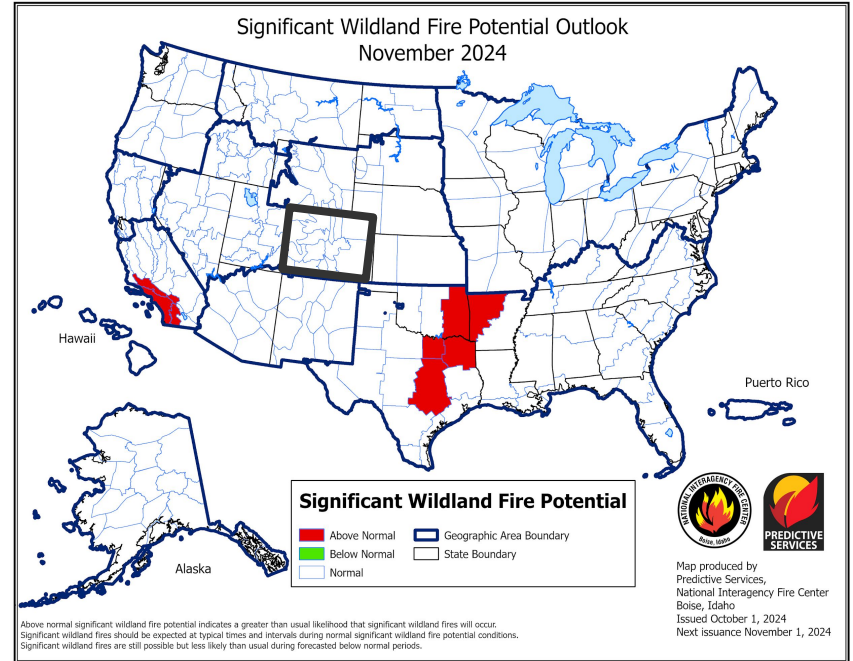 Significant Wildland Fire Potential Outlook
November 2024
Hawaii
Puerto Rico
Alaska
Significant Wildland Fire Potential
Above Normal
Geographic Area Boundary
Below Normal
State Boundary
Normal
NATIONAL INTERAGENCY FIRE CENTER
Boise, Idaho
PREDICTIVE
SERVICES
Map produced by
Predictive Services,
National Interagency Fire Center
Boise, Idaho
Issued October 1, 2024
Next issuance November 1, 2024
Above normal significant wildland fire potential indicates a greater than usual likelihood that significant wildland fires will occur.
Significant wildland fires should be expected at typical times and intervals during normal significant wildland fire potential conditions.
Significant wildland fires are still possible but less likely than usual during forecasted below normal periods.